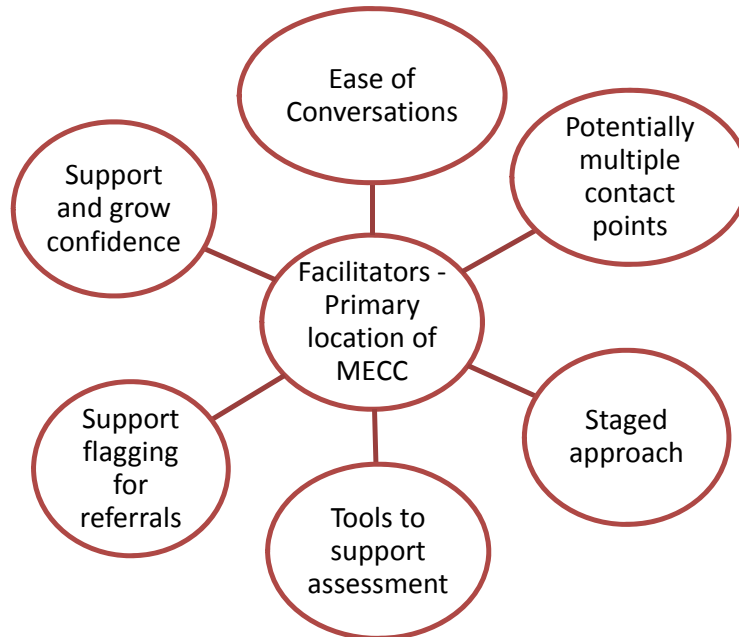 Ease of
Conversations
Potentially
multiple
contact
points
Support
and grow
confidence
Facilitators -
Primary
location of
MECC
Staged
approach
Support
flagging
for
referrals
Tools to
support
assessment